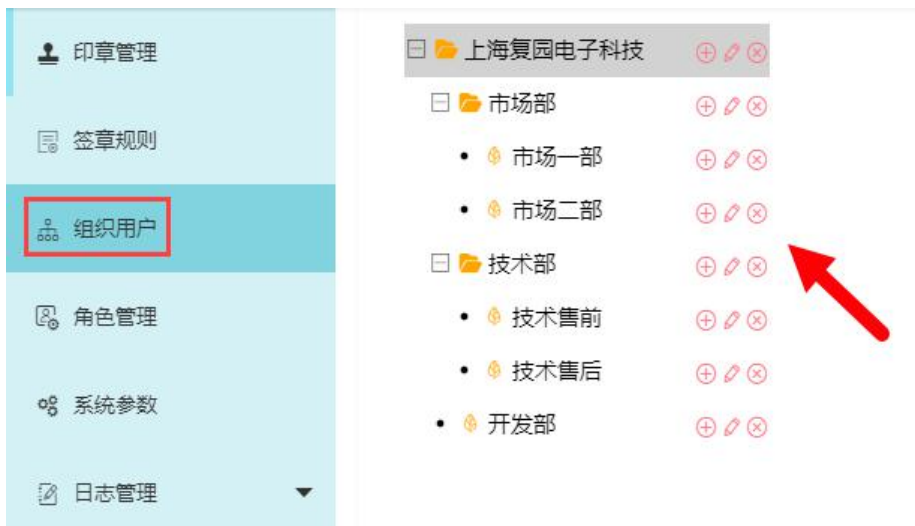 印章管理
签章规则
组织用户
角色管理
系统参数
日志管理
上海复园电子科技
市场部
市场一部
市场二部
技术部
技术售前
技术售后
开发部